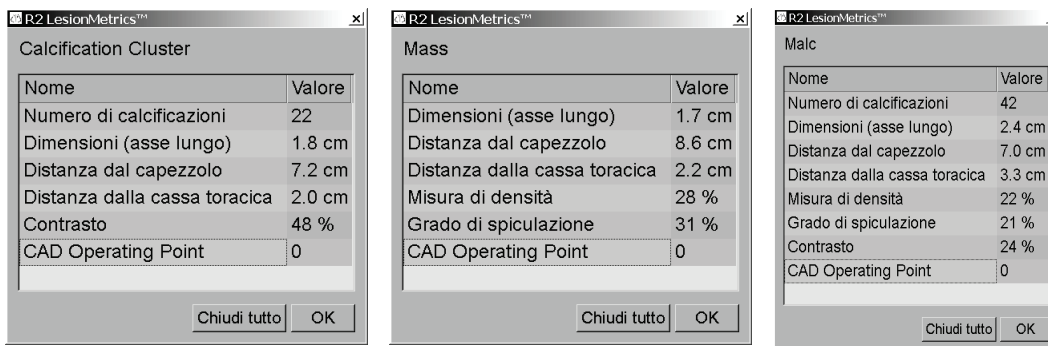 R2 LesionMetrics™
Calcification Cluster
Nome Valore
Numero di calcificazioni 22
Dimensioni (asse lungo) 1.8 cm
Distanza dal capezzolo 7.2 cm
Distanza dalla cassa toracica 2.0 cm
Contrasto 48 %
CAD Operating Point 0
Chiudi tutto OK
R2 LesionMetrics™
Mass
Nome Valore
Dimensioni (asse lungo) 1.7 cm
Distanza dal capezzolo 8.6 cm
Distanza dalla cassa toracica 2.2 cm
Misura di densità 28 %
Grado di spiculazione 31 %
CAD Operating Point 0
Chiudi tutto OK
R2 LesionMetrics™
Malc
Nome Valore
Numero di calcificazioni 42
Dimensioni (asse lungo) 2.4 cm
Distanza dal capezzolo 7.0 cm
Distanza dalla cassa toracica 3.3 cm
Misura di densità 22 %
Grado di spiculazione 21 %
Contrasto 24 %
CAD Operating Point 0
Chiudi tutto OK